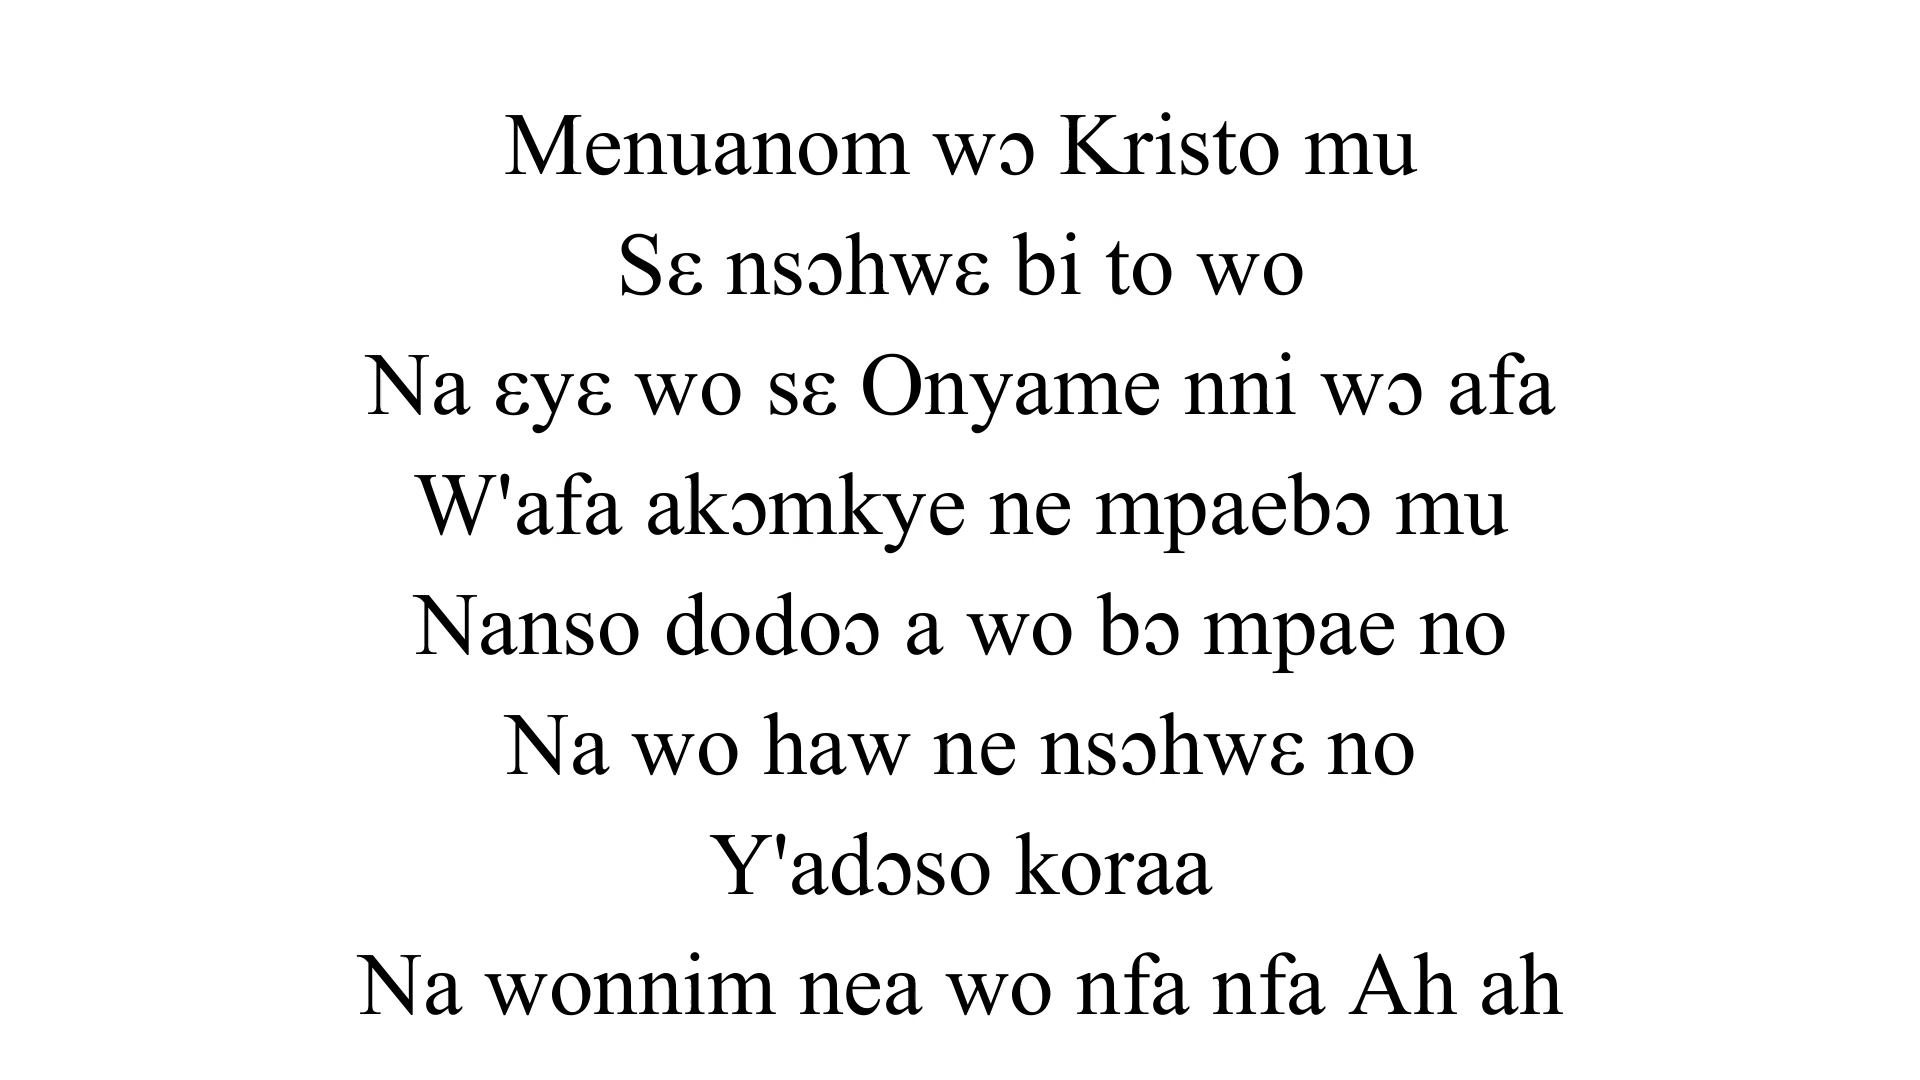 Menuanom wɔ Kristo mu
Sɛ nsɔhwɛ bi to wo
Na ɛyɛ wo sɛ Onyame nni wɔ afa
W'afa akɔmkye ne mpaebɔ mu
Nanso dodoɔ a wo bɔ mpae no
Na wo haw ne nsɔhwɛ no
Y'adɔso koraa
Na wonnim nea wo nfa nfa Ah ah